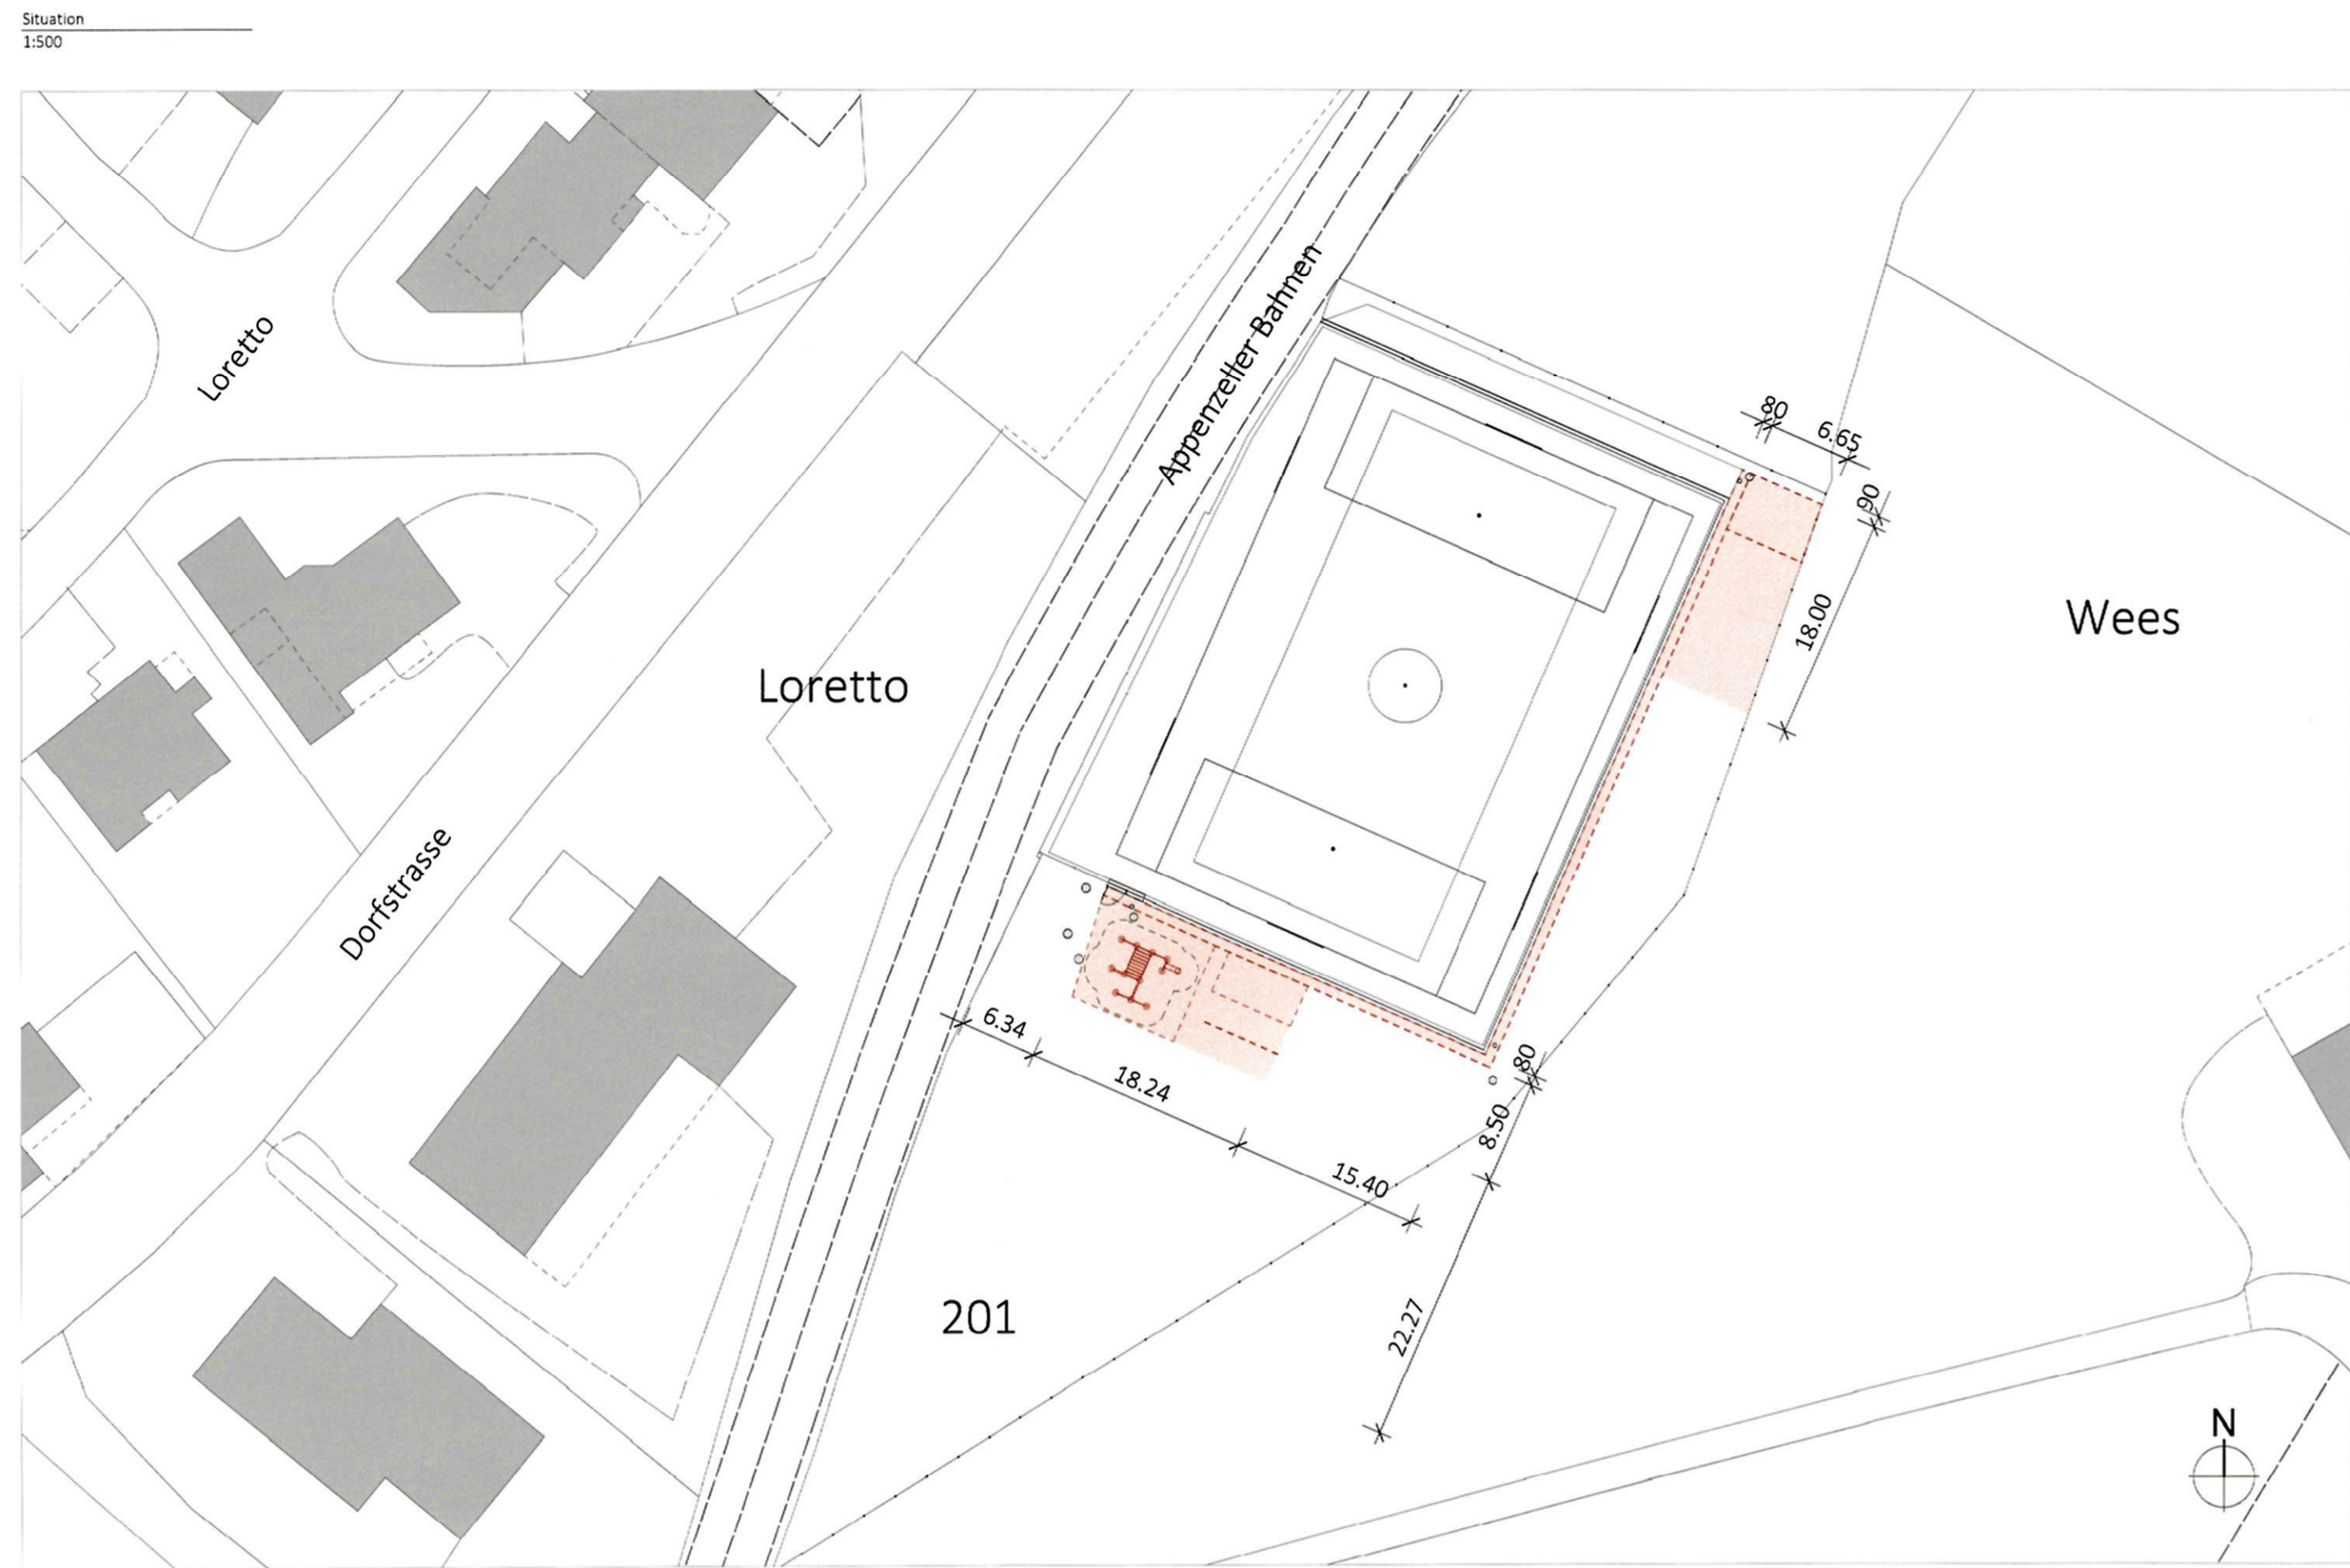 Situation
1:500
Loretto
Appenzeller Bahnen
80
6.65
90
18.00
Wees
Loretto
Dorfstrasse
6.34
18.24
15.40
80
8.50
22.27
201
N